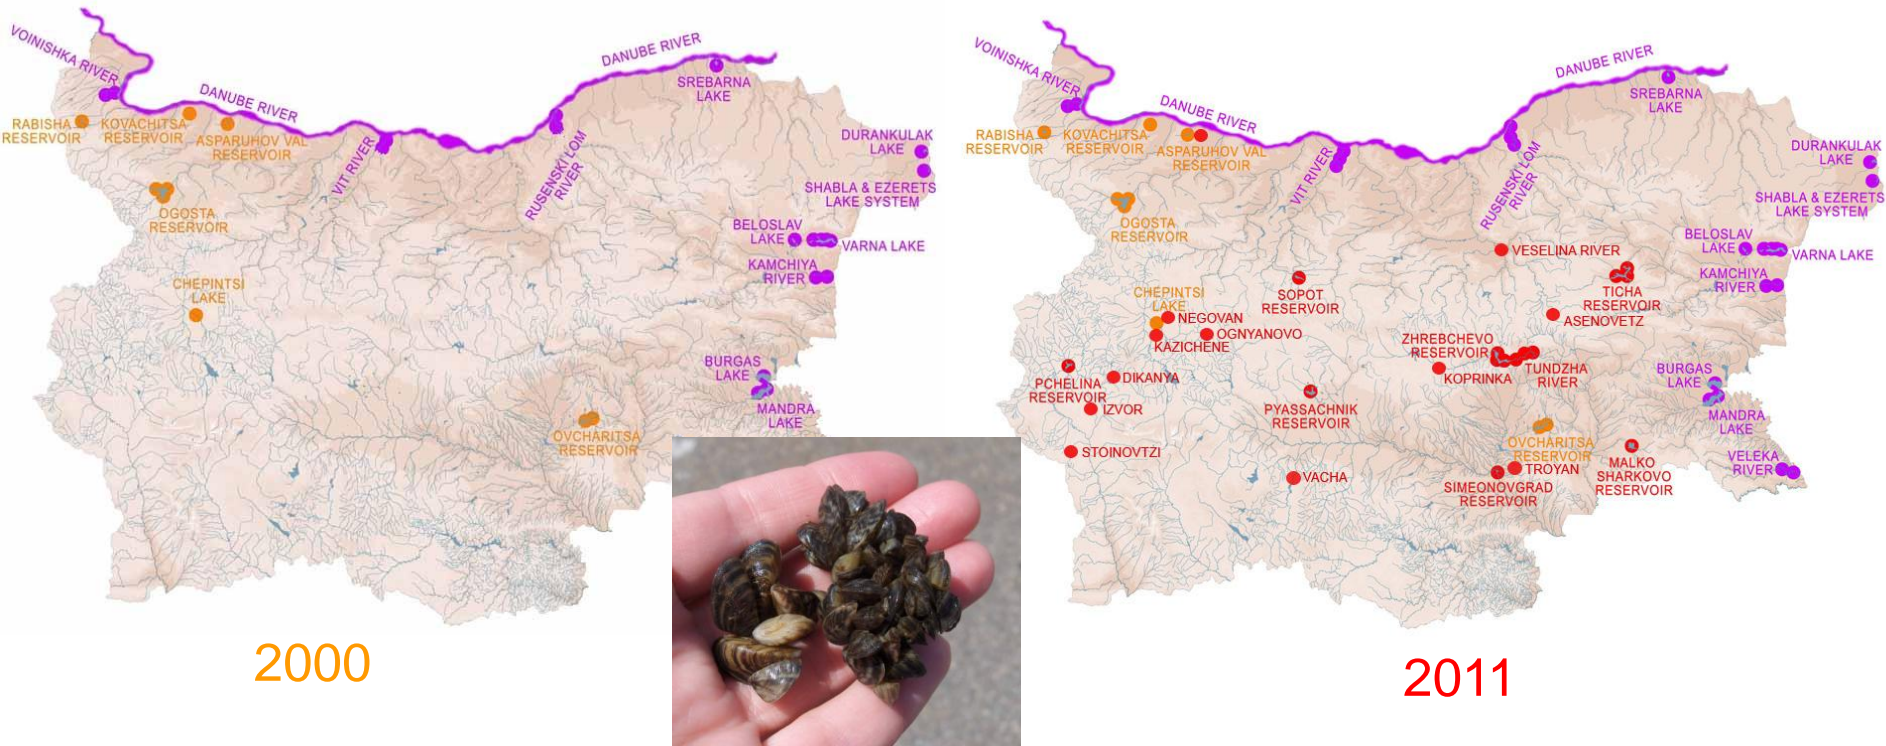 VOINISHKA RIVER
DANUBE RIVER
DANUBE RIVER
SREBARNA
LAKE
RABISHA
RESERVOIR
KOVACHITSA
RESERVOIR
ASPARUHOV VAL
RESERVOIR
VIT RIVER
RUSENSKI LOM
RIVER
DURANKULAK
LAKE
SHABLA & EZERETS
LAKE SYSTEM
OGOSTA
RESERVOIR
BELOSLAV
LAKE
VARNA LAKE
KAMCHIYA
RIVER
CHEPINTSI
LAKE
BURGAS
LAKE
MANDRA
LAKE
OVCHARITSA
RESERVOIR
2000
VOINISHKA RIVER
DANUBE RIVER
DANUBE RIVER
SREBARNA
LAKE
RABISHA
RESERVOIR
KOVACHITSA
RESERVOIR
ASPARUHOV VAL
RESERVOIR
VIT RIVER
RUSENSKI LOM
RIVER
DURANKULAK
LAKE
SHABLA & EZERETS
LAKE SYSTEM
OGOSTA
RESERVOIR
BELOSLAV
LAKE
VARNA LAKE
VESELINA RIVER
KAMCHIYA
RIVER
SOPOT
RESERVOIR
TICHA
RESERVOIR
CHEPINTSI
LAKE
NEGOVAN
ASENOVETZ
OGNYANOVO
KAZICHENE
ZHREBCHEVO
RESERVOIR
TUNDZHA
RIVER
KOPRINKA
BURGAS
LAKE
PCHELINA
RESERVOIR
DIKANYA
IZVOR
PYASSACHNIK
RESERVOIR
MANDRA
LAKE
OVCHARITSA
RESERVOIR
STOINOVTZI
VELEKA
RIVER
MALKO
SHARKOVO
RESERVOIR
TROYAN
VACHA
SIMEONOVGRAD
RESERVOIR
2011